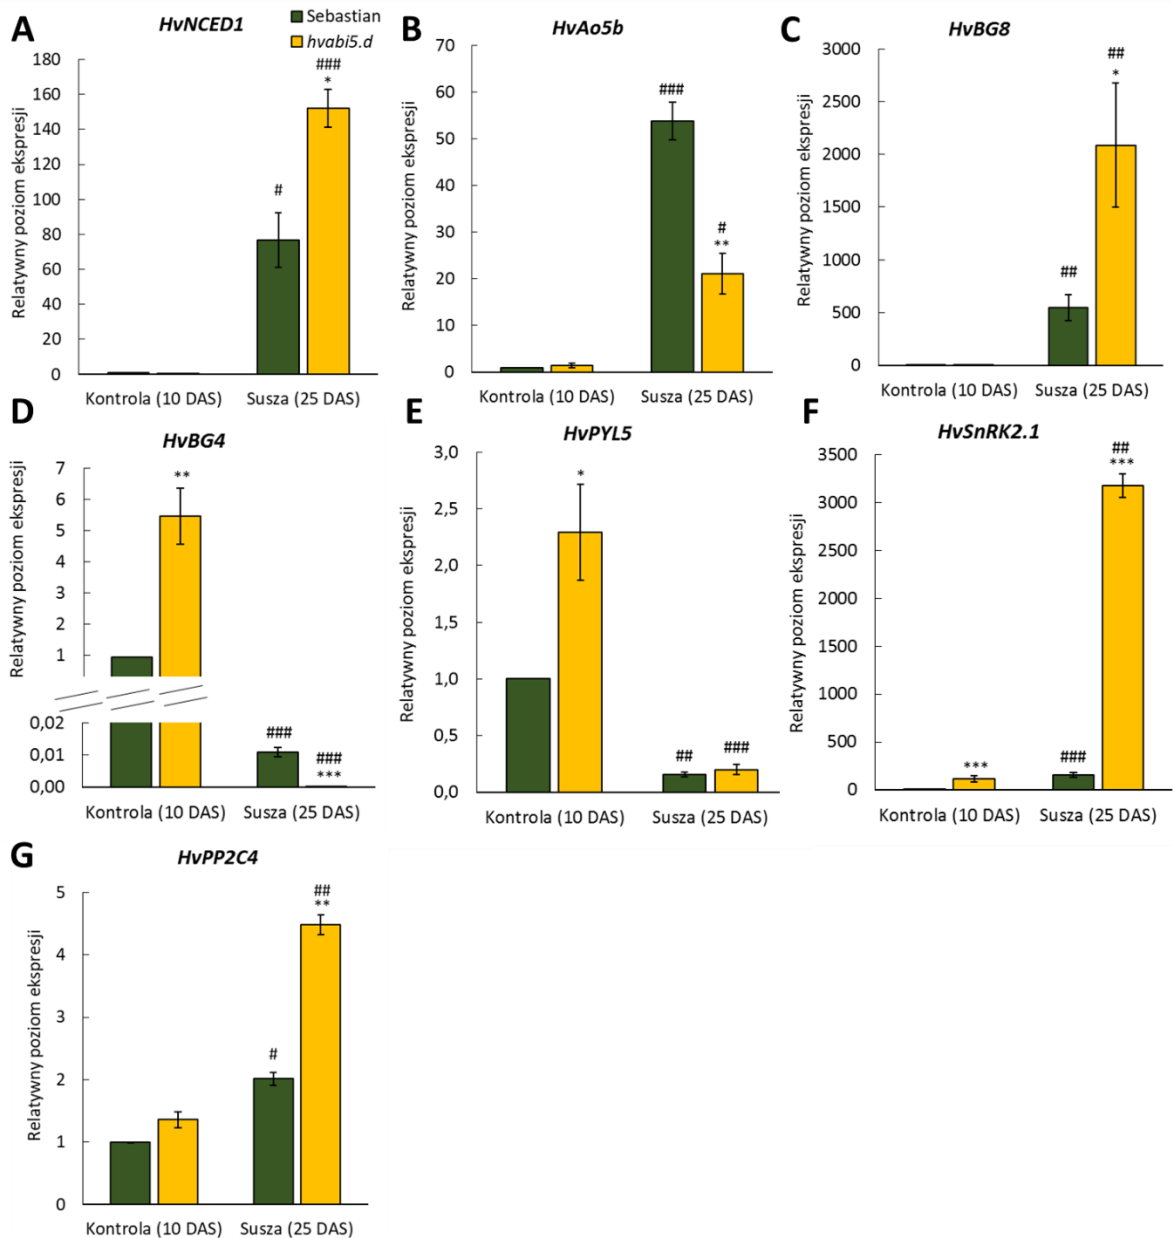 A
HvNCED1
Sebastian
hvabi5.d
Relatywny poziom ekspresji
180
160
140
120
100
80
60
40
20
0
#
###
*
Kontrola (10 DAS)
Susza (25 DAS)
B
HvAo5b
Relatywny poziom ekspresji
70
60
50
40
30
20
10
0
###
#
**
Kontrola (10 DAS)
Susza (25 DAS)
C
HvBG8
Relatywny poziom ekspresji
3000
2500
2000
1500
1000
500
0
##
##
*
Kontrola (10 DAS)
Susza (25 DAS)
D
HvBG4
Relatywny poziom ekspresji
7
6
5
4
3
2
1
0,02
0,01
0,00
**
###
###
***
Kontrola (10 DAS)
Susza (25 DAS)
E
HvPYL5
Relatywny poziom ekspresji
3,0
2,5
2,0
1,5
1,0
0,5
0,0
*
##
###
Kontrola (10 DAS)
Susza (25 DAS)
F
HvSnRK2.1
Relatywny poziom ekspresji
3500
3000
2500
2000
1500
1000
500
0
***
###
##
***
Kontrola (10 DAS)
Susza (25 DAS)
G
HvPP2C4
Relatywny poziom ekspresji
5
4
3
2
1
0
#
##
**
Kontrola (10 DAS)
Susza (25 DAS)